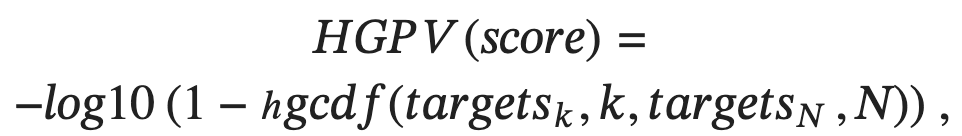 HGPV(score) =
−log10 (1 − hgcdf(targets_k, k, targets_N, N)) ,